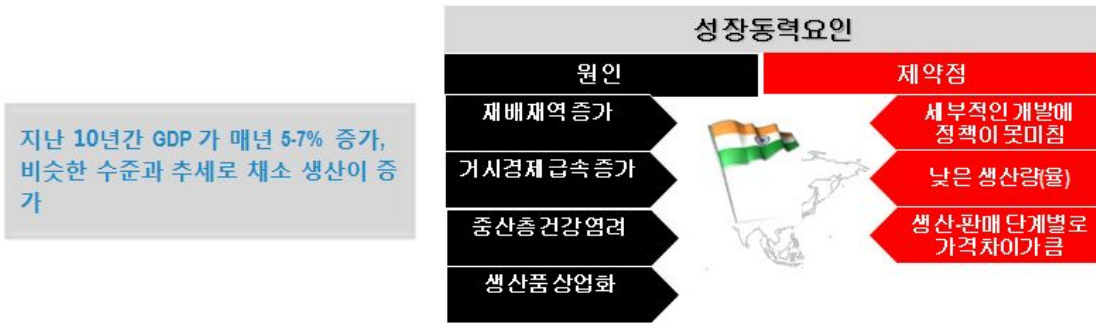 지난 10년간 GDP 가 매년 5-7% 증가,
비슷한 수준과 추세로 채소 생산이 증
가
성장동력요인
원인
제약점
재배재역 증가
거시경제 급속 증가
중산층 건강 염려
생산품 상업화
세부적인 개발에
정책이 못미침
낮은 생산량(율)
생산-판매 단계별로
가격차이가 큼